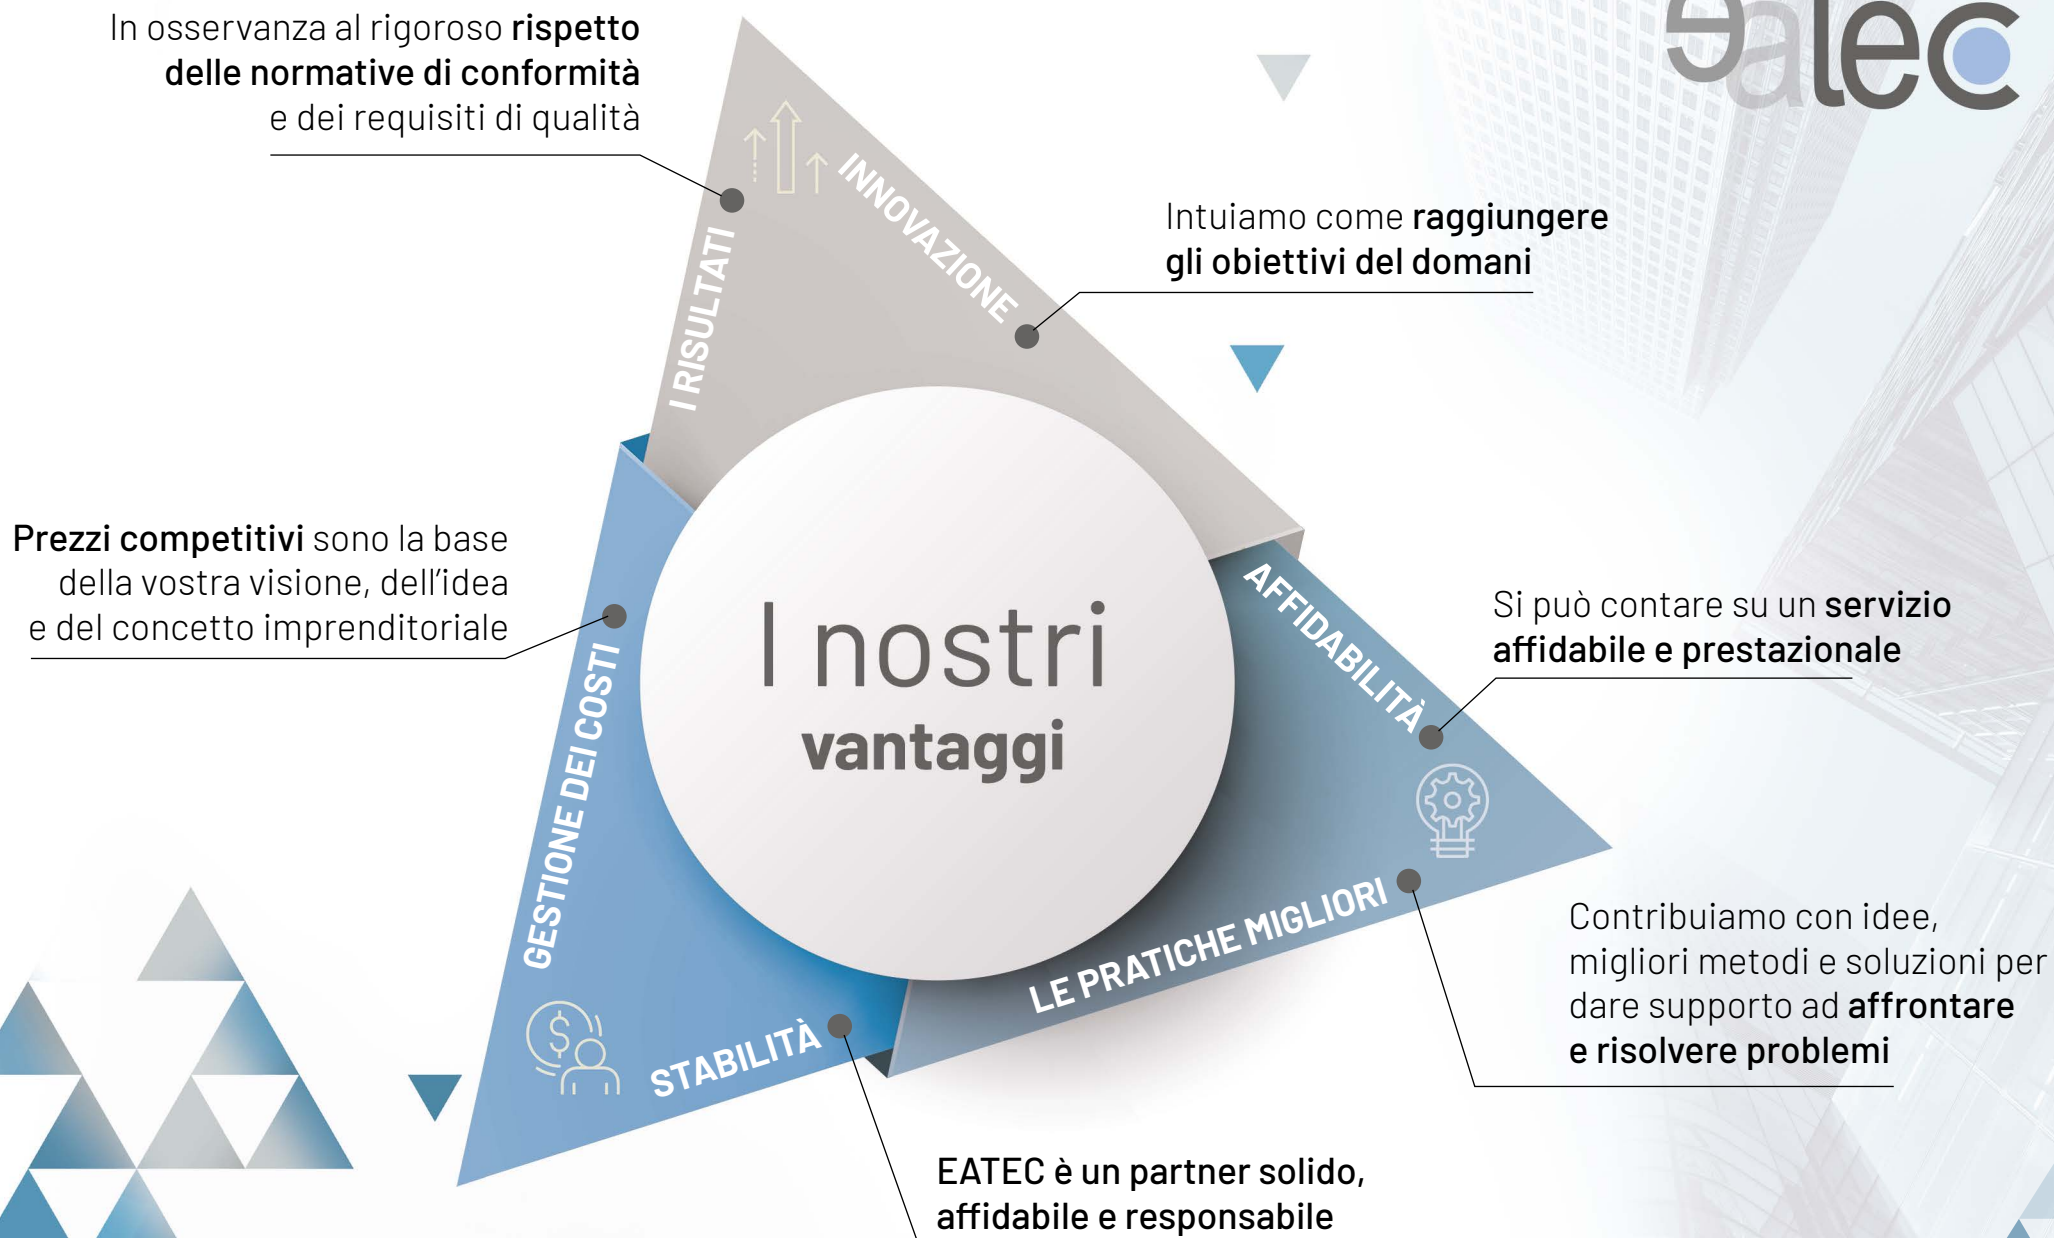 In osservanza al rigoroso rispetto
delle normative di conformità
e dei requisiti di qualità
eatec
I RISULTATI
INNOVAZIONE
Intuiamo come raggiungere
gli obiettivi del domani
Prezzi competitivi sono la base
della vostra visione, dell'idea
e del concetto imprenditoriale
GESTIONE DEI COSTI
I nostri
vantaggi
AFFIDABILITÀ
Si può contare su un servizio
affidabile e prestazionale
LE PRATICHE MIGLIORI
Contribuiamo con idee,
migliori metodi e soluzioni per
dare supporto ad affrontare
e risolvere problemi
STABILITÀ
EATEC è un partner solido,
affidabile e responsabile